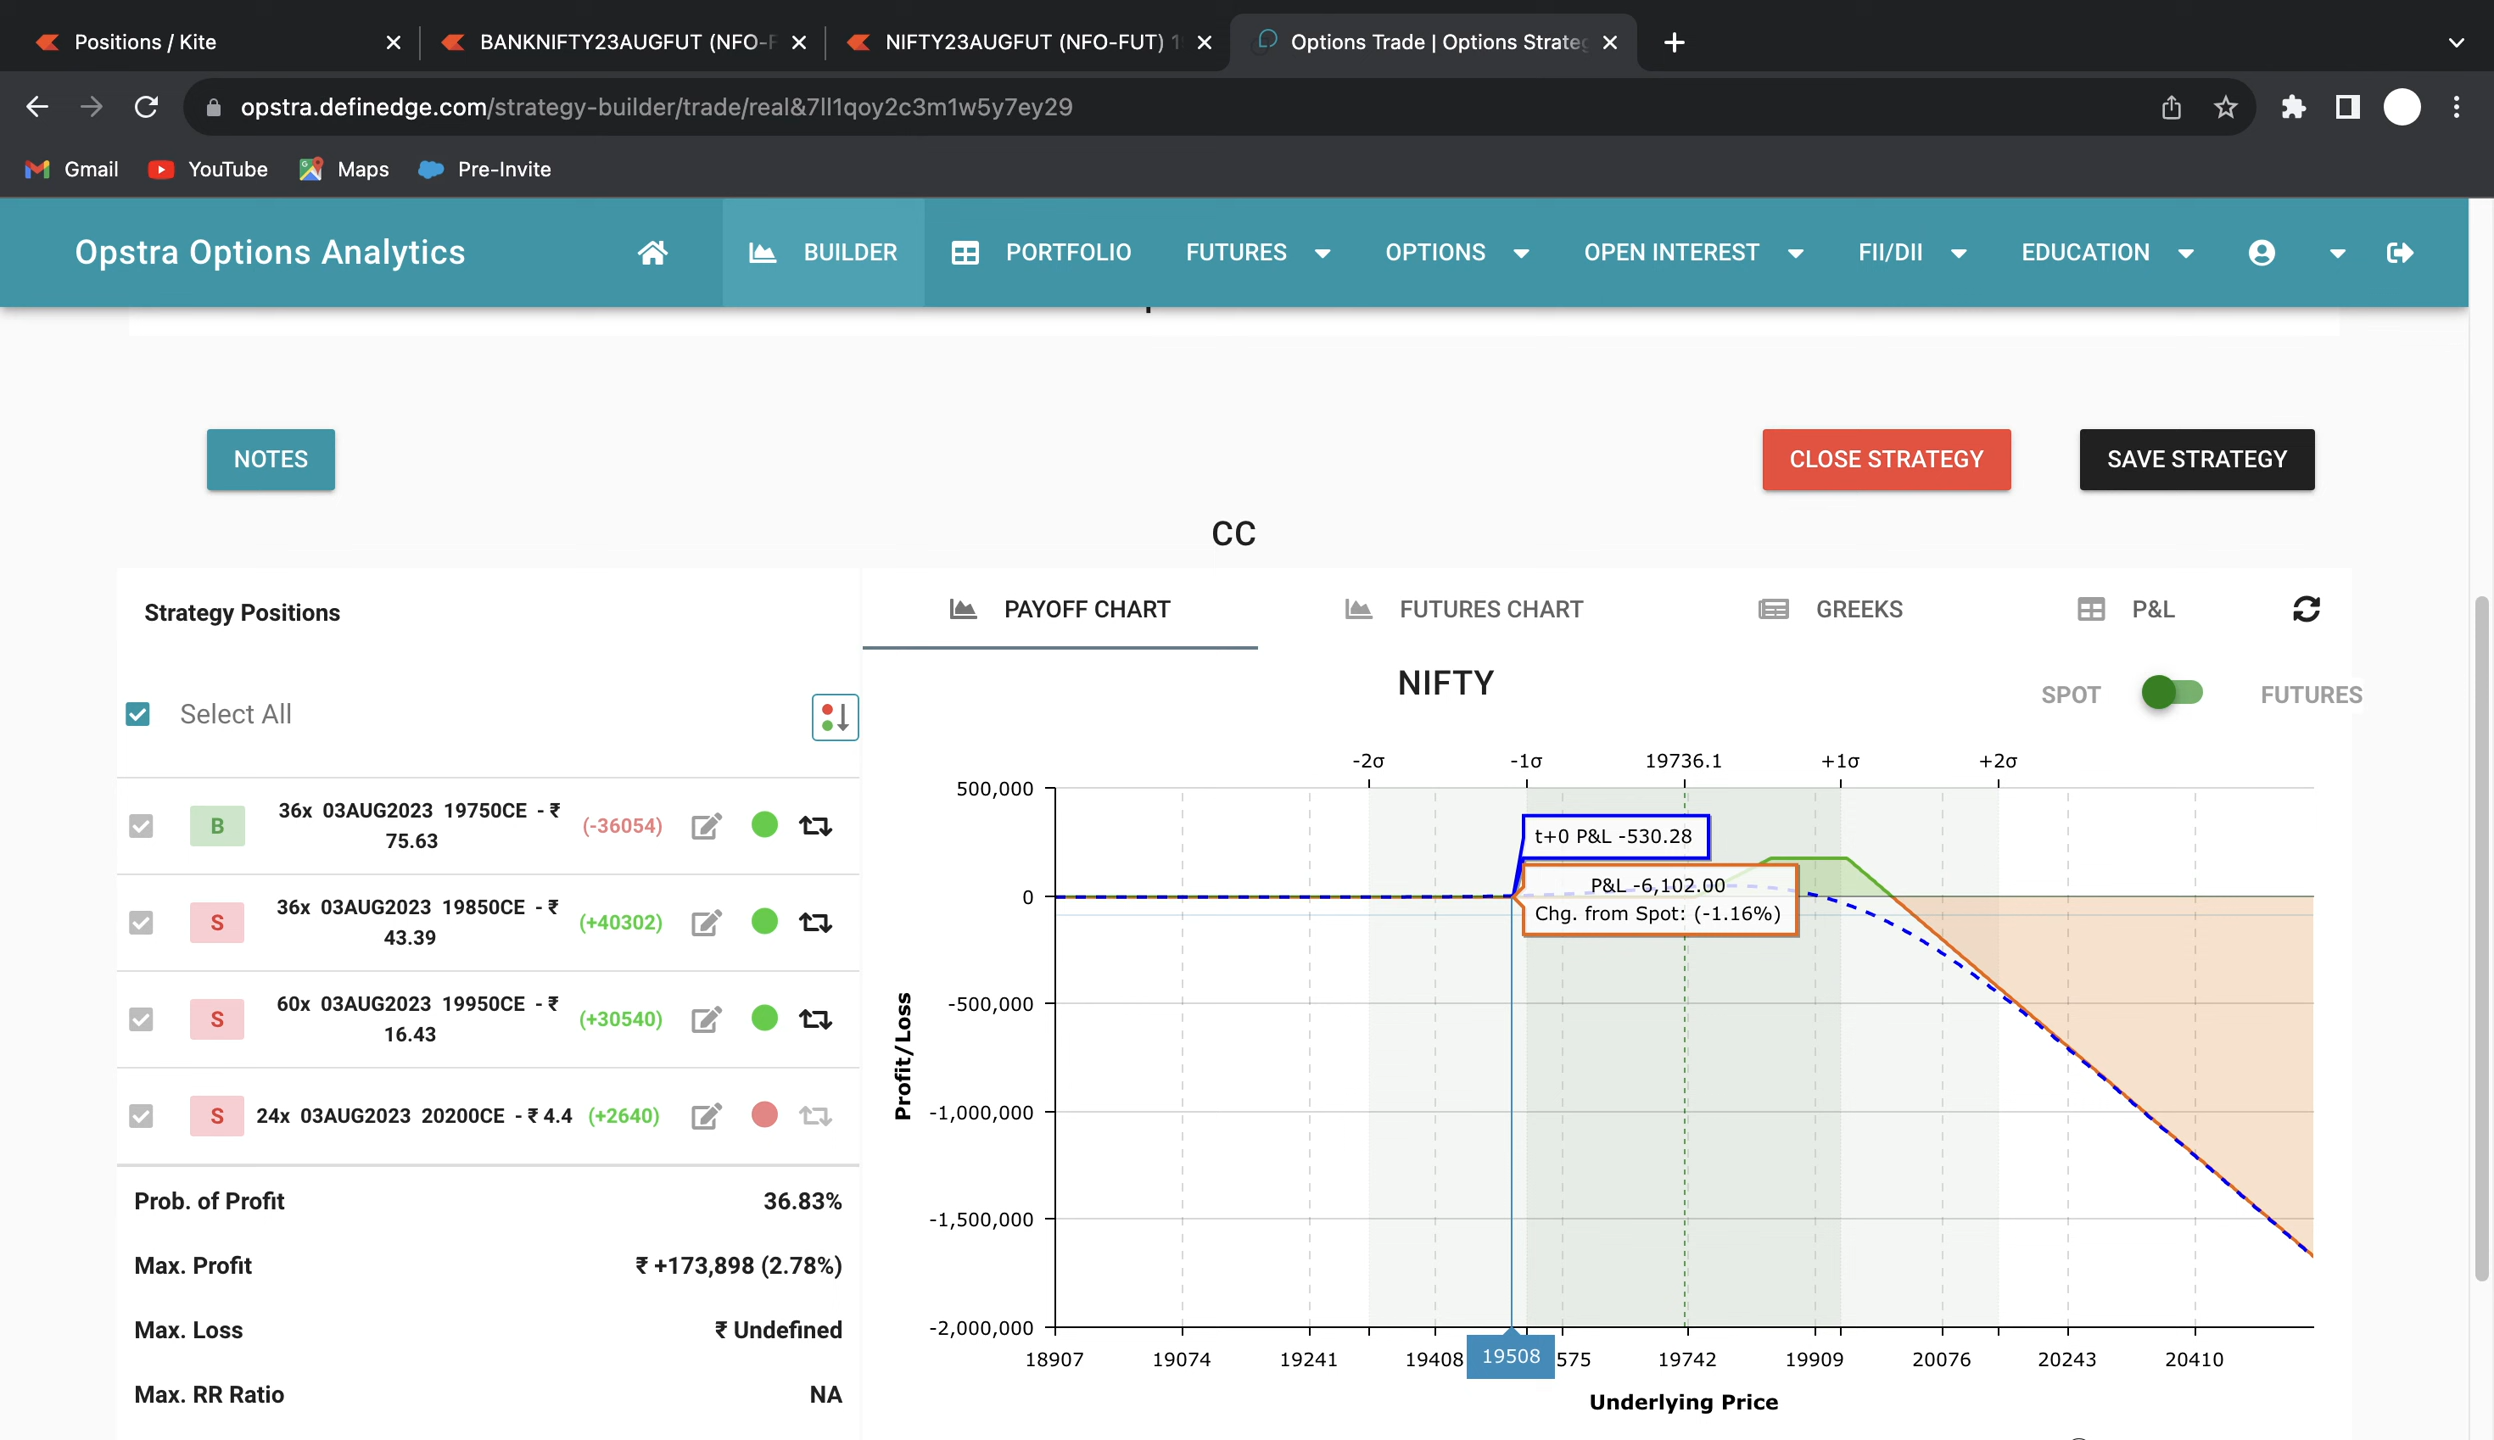 Positions / Kite
BANKNIFTY23AUGFUT (NFO-F
NIFTY23AUGFUT (NFO-FUT) 1
Options Trade | Options Strateg
opstra.definedge.com/strategy-builder/trade/real&7ll1qoy2c3m1w5y7ey29
Gmail
YouTube
Maps
Pre-Invite
Opstra Options Analytics
BUILDER
PORTFOLIO
FUTURES
OPTIONS
OPEN INTEREST
FII/DII
EDUCATION
NOTES
CLOSE STRATEGY
SAVE STRATEGY
CC
Strategy Positions
Select All
B
36x 03AUG2023 19750CE - ₹
75.63
(-36054)
S
36x 03AUG2023 19850CE - ₹
43.39
(+40302)
S
60x 03AUG2023 19950CE - ₹
16.43
(+30540)
S
24x 03AUG2023 20200CE - ₹ 4.4
(+2640)
Prob. of Profit
36.83%
Max. Profit
₹ +173,898 (2.78%)
Max. Loss
₹ Undefined
Max. RR Ratio
NA
PAYOFF CHART
FUTURES CHART
GREEKS
P&L
NIFTY
SPOT
FUTURES
-2σ
-1σ
19736.1
+1σ
+2σ
500,000
0
-500,000
-1,000,000
-1,500,000
-2,000,000
Profit/Loss
t+0 P&L -530.28
P&L -6,102.00
Chg. from Spot: (-1.16%)
18907
19074
19241
19408
19508
575
19742
19909
20076
20243
20410
Underlying Price